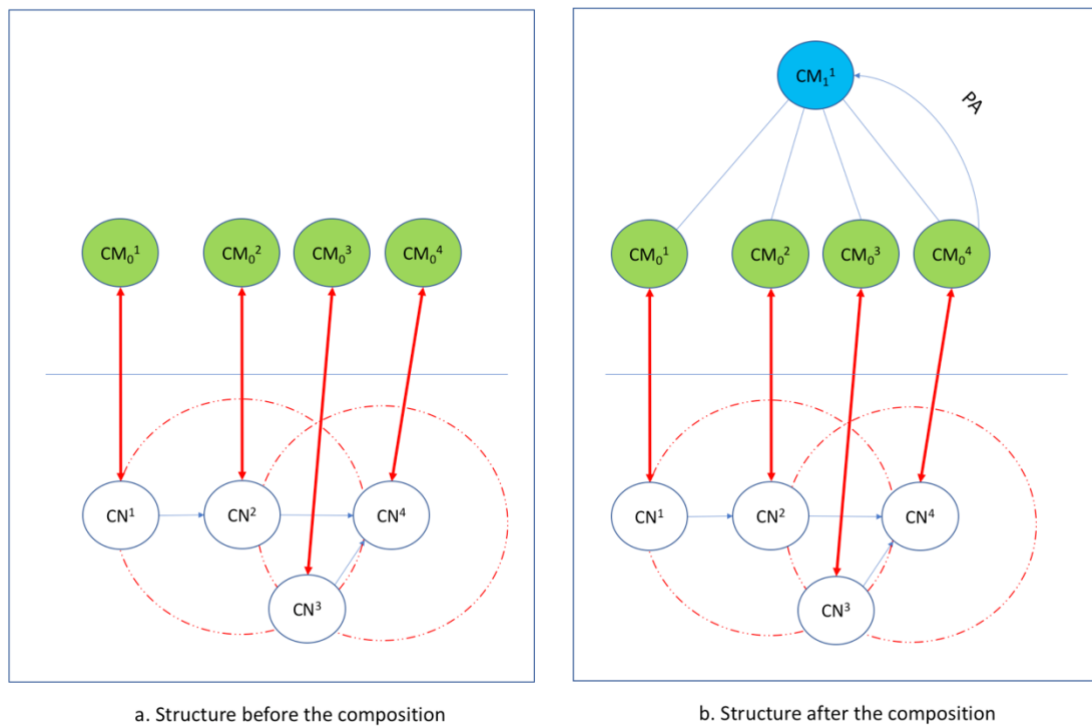 CM₀¹ CM₀² CM₀³ CM₀⁴
CN¹ CN² CN⁴
CN³
a. Structure before the composition
CM₁¹
PA
CM₀¹ CM₀² CM₀³ CM₀⁴
CN¹ CN² CN⁴
CN³
b. Structure after the composition